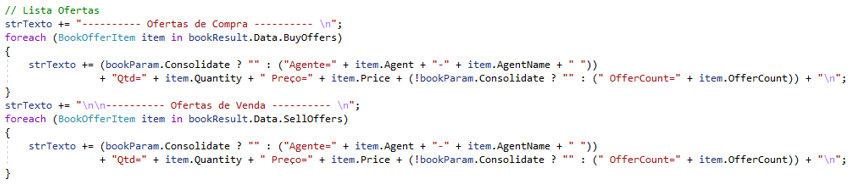 // Lista Ofertas
strTexto += "---------- Ofertas de Compra ---------- \n";
foreach (BookOfferItem item in bookResult.Data.BuyOffers)
{
    strTexto += (bookParam.Consolidate ? "" : ("Agente=" + item.Agent + "-" + item.AgentName + " "))
              + "Qtd=" + item.Quantity + " Preço=" + item.Price + (!bookParam.Consolidate ? "" : (" OfferCount=" + item.OfferCount)) + "\n";
}
strTexto += "\n\n---------- Ofertas de Venda ---------- \n";
foreach (BookOfferItem item in bookResult.Data.SellOffers)
{
    strTexto += (bookParam.Consolidate ? "" : ("Agente=" + item.Agent + "-" + item.AgentName + " "))
              + "Qtd=" + item.Quantity + " Preço=" + item.Price + (!bookParam.Consolidate ? "" : (" OfferCount=" + item.OfferCount)) + "\n";
}